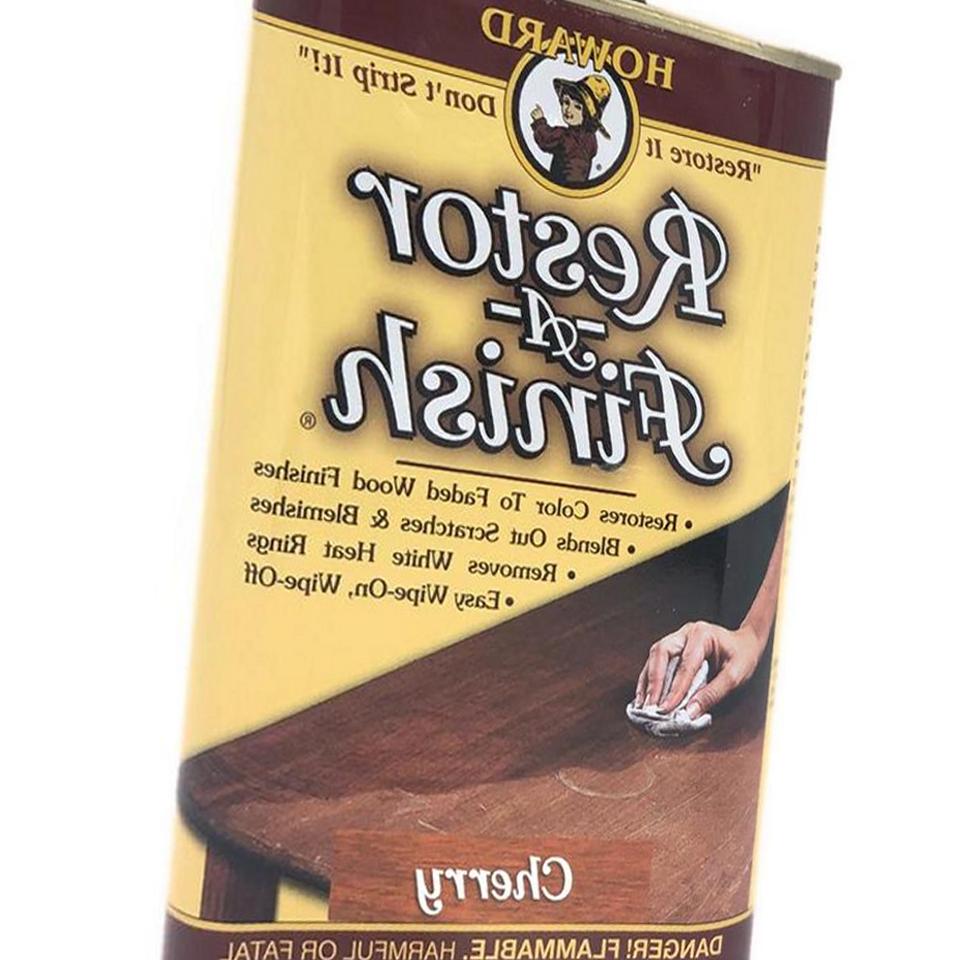 HOWARD
"Restore It Don't Strip It!"
Restor
-A-
Finish®
• Restores Color To Faded Wood Finishes
• Blends Out Scratches & Blemishes
• Removes White Heat Rings
• Easy Wipe-On, Wipe-Off
Cherry
DANGER! FLAMMABLE, HARMFUL OR FATAL